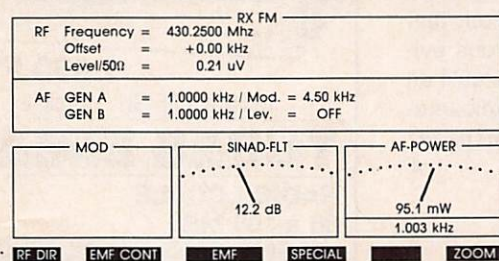 RX FM
RF Frequency = 430.2500 Mhz
Offset = +0.00 kHz
Level/50Ω = 0.21 uV
AF GEN A = 1.0000 kHz / Mod. = 4.50 kHz
GEN B = 1.0000 kHz / Lev. = OFF
MOD SINAD-FLT AF-POWER
12.2 dB 95.1 mW
1.003 kHz
RF DIR EMF CONT EMF SPECIAL ZOOM